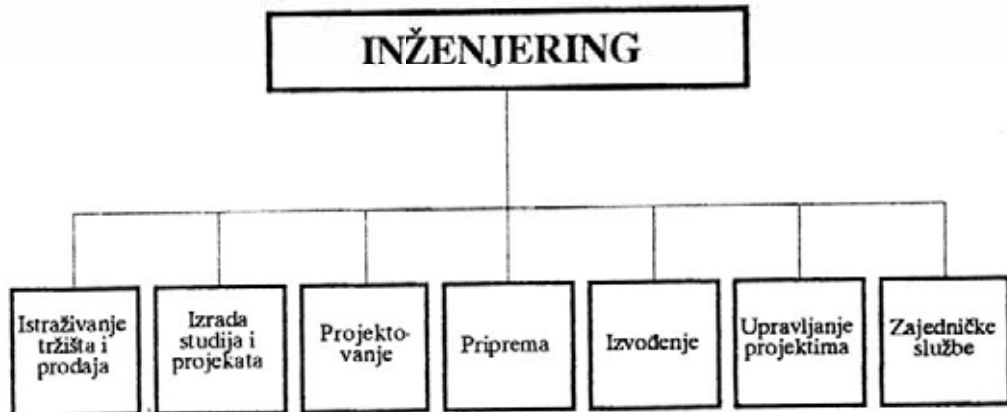 INŽENJERING
Istraživanje
tržišta i
prodaja
Izrada
studija i
projekata
Projekto-
vanje
Priprema
Izvođenje
Upravljanje
projektima
Zajedničke
službe